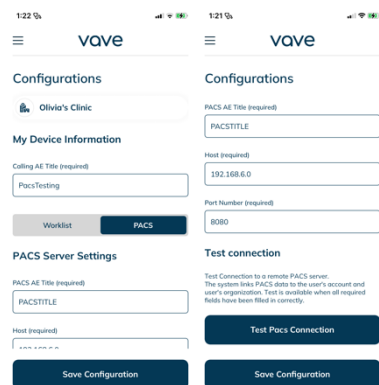 1:22
vave
Configurations
Olivia's Clinic
My Device Information
Calling AE Title (required)
PacsTesting
Worklist
PACS
PACS Server Settings
PACS AE Title (required)
PACSTITLE
Host (required)
Save Configuration
1:21
vave
Configurations
PACS AE Title (required)
PACSTITLE
Host (required)
192.168.6.0
Port Number (required)
8080
Test connection
Test Connection to a remote PACS server.
The system links PACS data to the user's account and
user's organization. Test is available when all required
fields have been filled in correctly.
Test Pacs Connection
Save Configuration